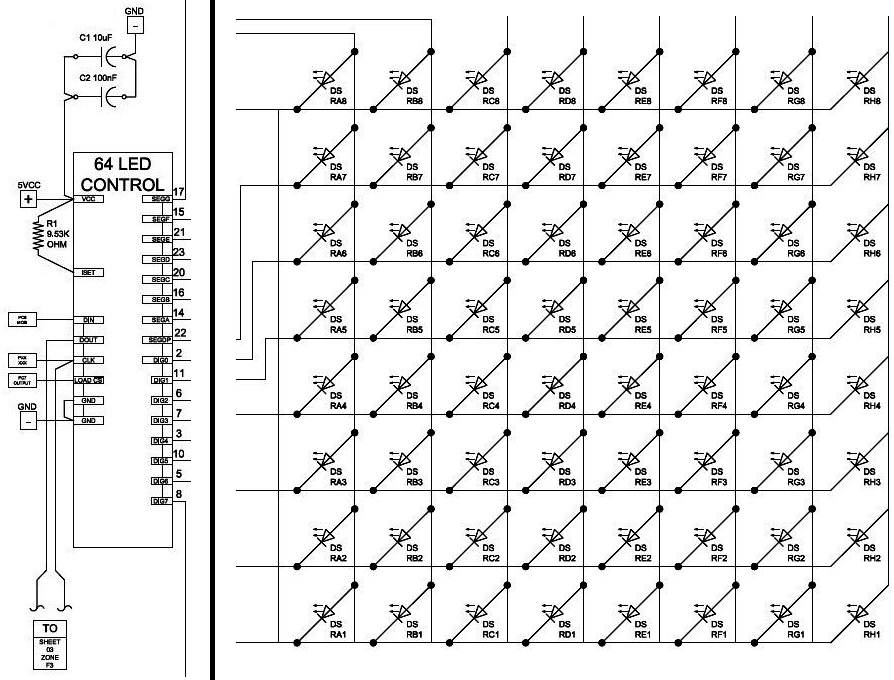 GND
-
C1 10uF
C2 100nF
64 LED
CONTROL
5VCC
+
R1
9.53K
OHM
VCC
ISET
DIN
DOUT
CLK
LOAD CS
GND
GND
GND
-
SEGG 17
SEGF 15
SEGE 21
SEGD 23
SEGC 20
SEGB 16
SEGA 14
SEGDP 22
DIG0 2
DIG1 11
DIG2 6
DIG3 7
DIG4 3
DIG5 10
DIG6 5
DIG7 8
OUTPUT
TO
SHEET
03
ZONE
F3
DS DS DS DS DS DS DS DS
RA8 RB8 RC8 RD8 RE8 RF8 RG8 RH8
DS DS DS DS DS DS DS DS
RA7 RB7 RC7 RD7 RE7 RF7 RG7 RH7
DS DS DS DS DS DS DS DS
RA6 RB6 RC6 RD6 RE6 RF6 RG6 RH6
DS DS DS DS DS DS DS DS
RA5 RB5 RC5 RD5 RE5 RF5 RG5 RH5
DS DS DS DS DS DS DS DS
RA4 RB4 RC4 RD4 RE4 RF4 RG4 RH4
DS DS DS DS DS DS DS DS
RA3 RB3 RC3 RD3 RE3 RF3 RG3 RH3
DS DS DS DS DS DS DS DS
RA2 RB2 RC2 RD2 RE2 RF2 RG2 RH2
DS DS DS DS DS DS DS DS
RA1 RB1 RC1 RD1 RE1 RF1 RG1 RH1